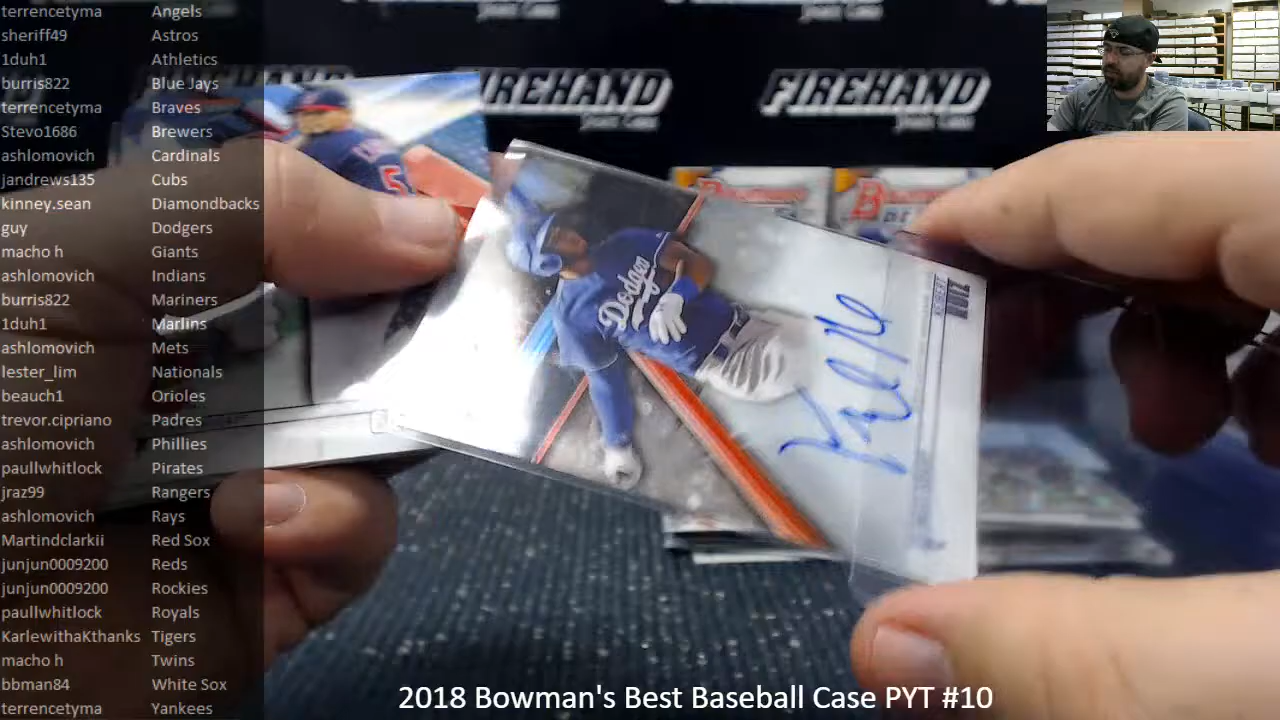 terrencetyma Angels
sheriff49 Astros
1duh1 Athletics
burris822 Blue Jays
terrencetyma Braves
Stevo1686 Brewers
ashlomovich Cardinals
jandrews135 Cubs
kinney.sean Diamondbacks
guy Dodgers
macho h Giants
ashlomovich Indians
burris822 Mariners
1duh1 Marlins
ashlomovich Mets
lester_lim Nationals
beauch1 Orioles
trevor.cipriano Padres
ashlomovich Phillies
paullwhitlock Pirates
jraz99 Rangers
ashlomovich Rays
Martindclarkii Red Sox
junjun0009200 Reds
junjun0009200 Rockies
paullwhitlock Royals
KarlewithaKthanks Tigers
macho h Twins
bbman84 White Sox
terrencetyma Yankees
FIREHAND
FIREHAND
Dodgers
5
2018 Bowman's Best Baseball Case PYT #10